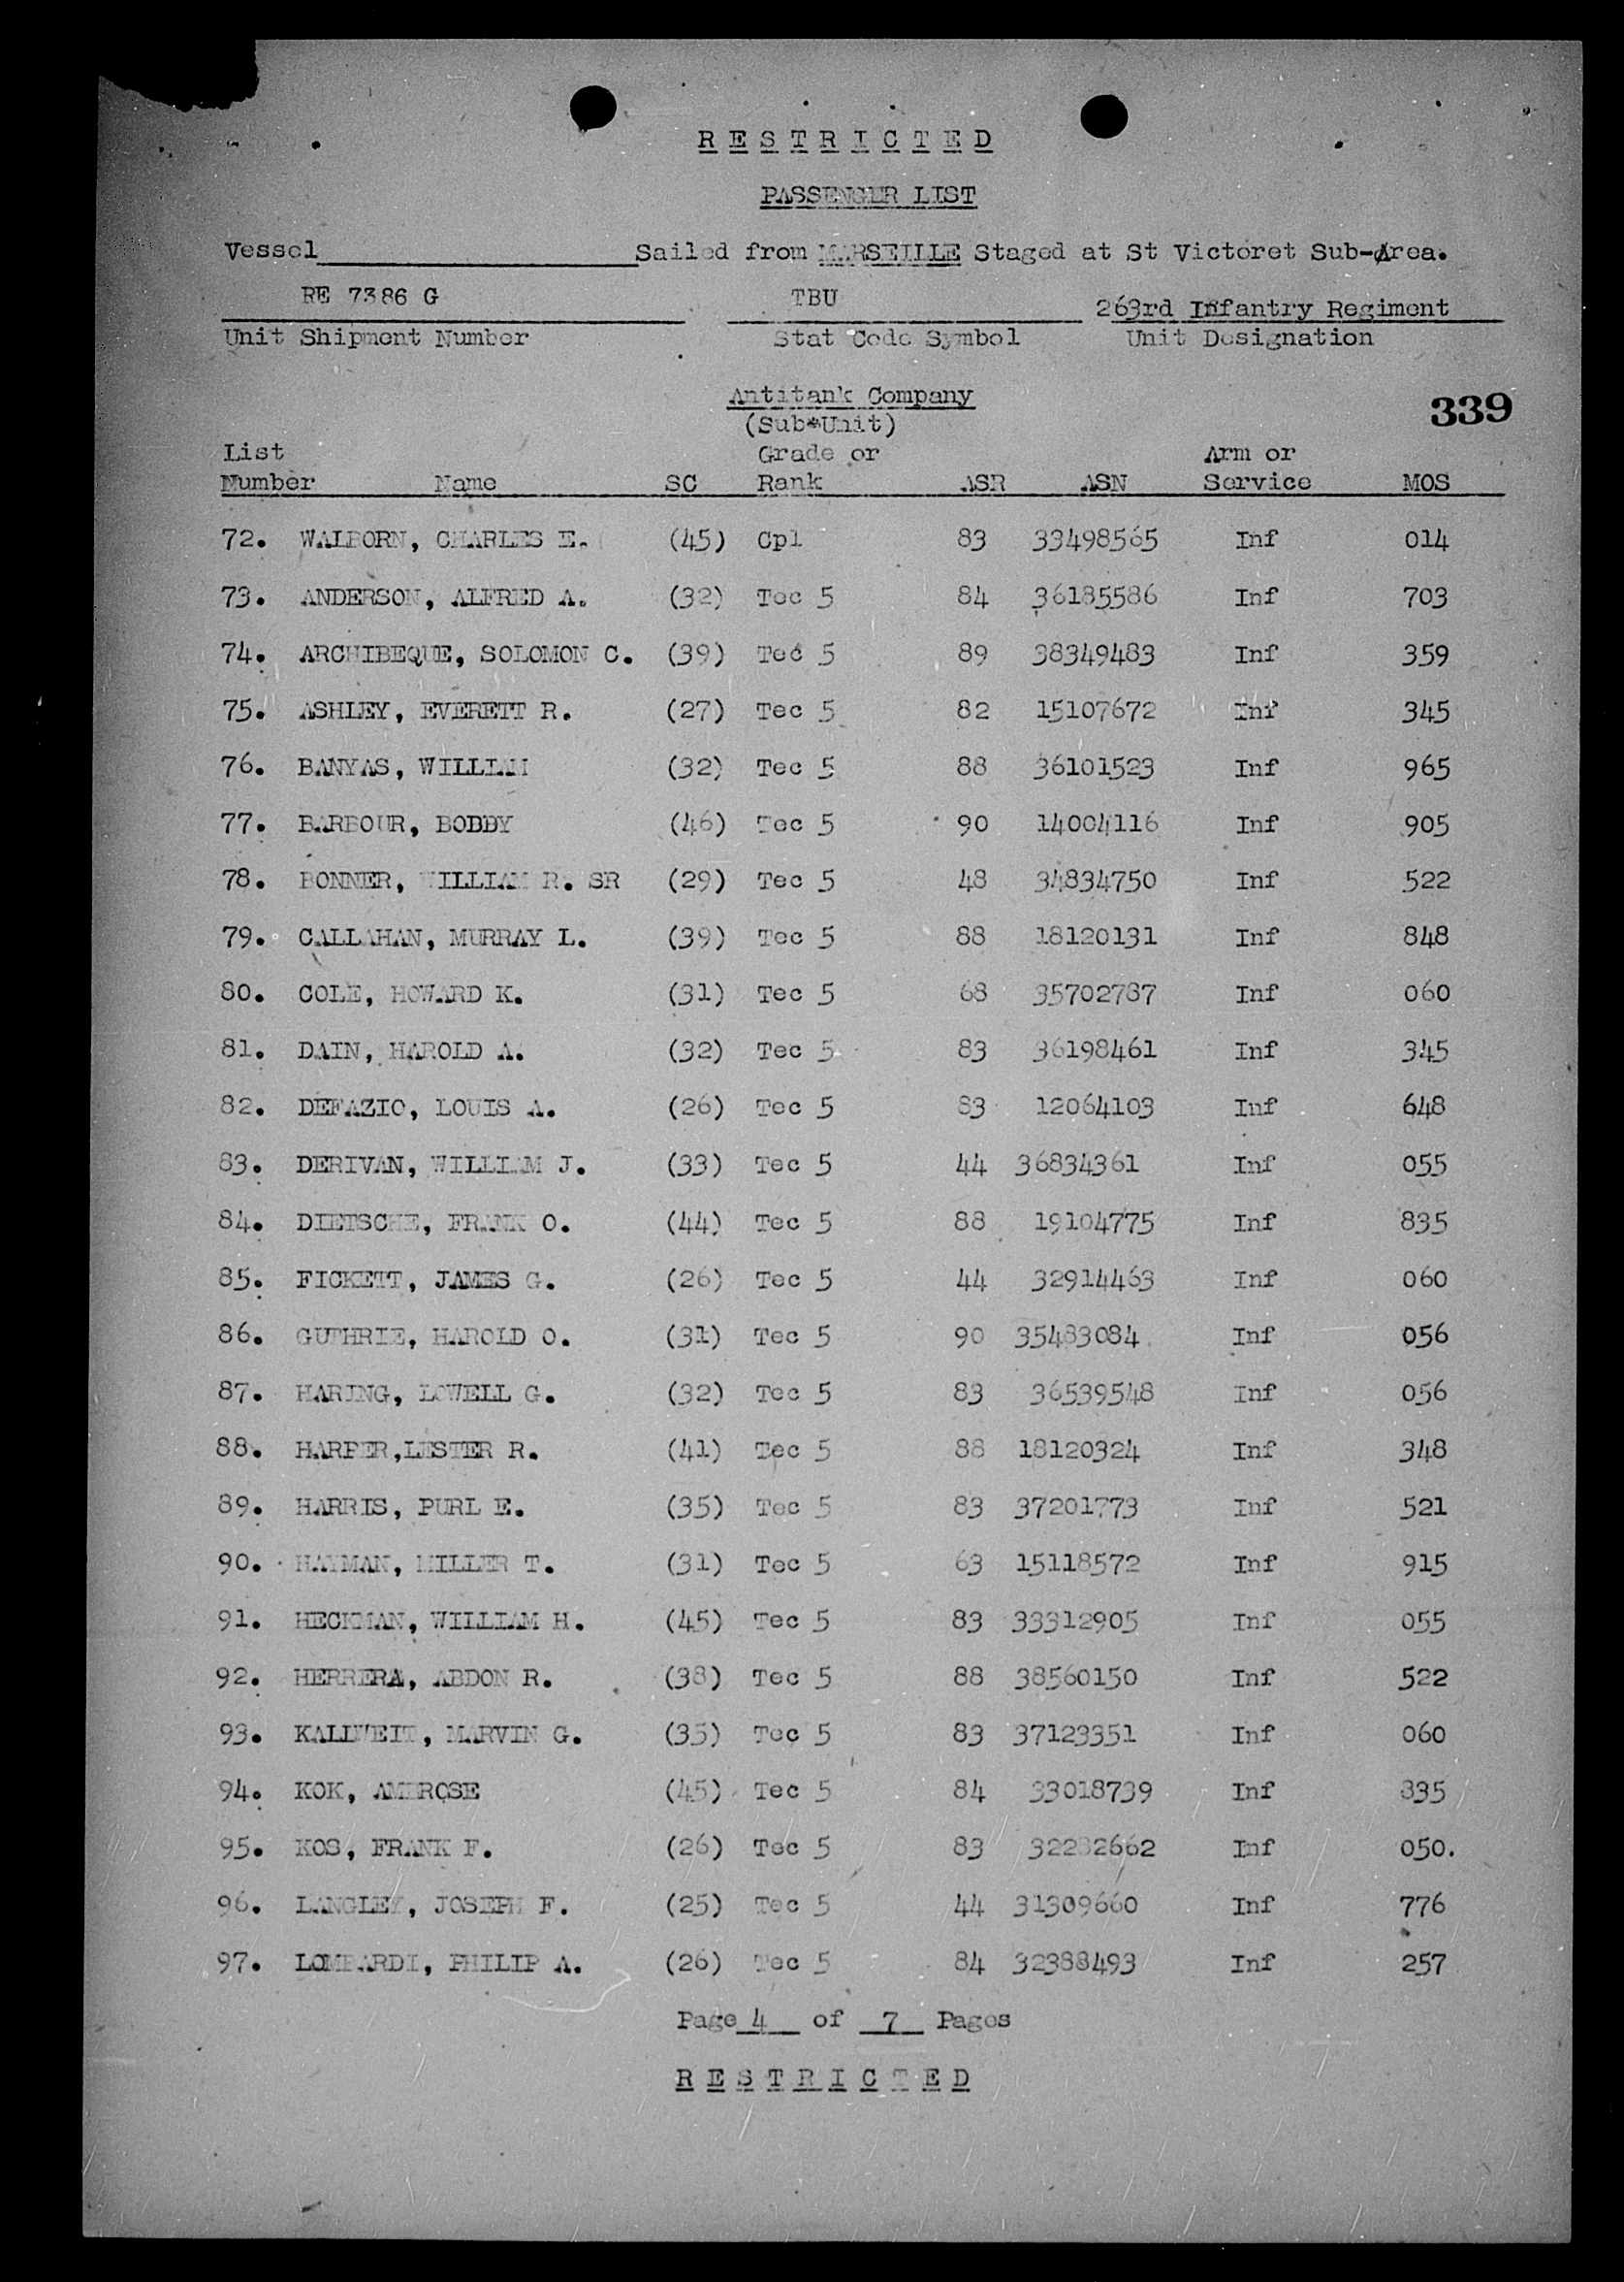 R E S T R I C T E D
PASSENGER LIST
Vessel Sailed from MARSEILLE Staged at St Victoret Sub-Area.
RE 7386 G TBU 263rd Infantry Regiment
Unit Shipment Number Stat Code Symbol Unit Designation
Antitank Company
339
(Sub*Unit)
List Grade or Arm or
Number Name SC Rank ASR ASN Service MOS
72. WALBORN, CHARLES E. (45) Cpl 83 33498565 Inf 014
73. ANDERSON, ALFRED A. (32) Tec 5 84 36185586 Inf 703
74. ARCHIBEQUE, SOLOMON C. (39) Tec 5 89 38349483 Inf 359
75. ASHLEY, EVERETT R. (27) Tec 5 82 15107672 Inf 345
76. BANYAS, WILLIAM (32) Tec 5 88 36101523 Inf 965
77. BARBOUR, BOBBY (46) Tec 5 90 14004116 Inf 905
78. BONNER, WILLIAM R. SR (29) Tec 5 48 34834750 Inf 522
79. CALLAHAN, MURRAY L. (39) Tec 5 88 18120131 Inf 848
80. COLE, HOWARD K. (31) Tec 5 68 35702787 Inf 060
81. DAIN, HAROLD A. (32) Tec 5 83 36198461 Inf 345
82. DEFAZIO, LOUIS A. (26) Tec 5 83 12064103 Inf 648
83. DERIVAN, WILLIAM J. (33) Tec 5 44 36834361 Inf 055
84. DIETSCHE, FRANK O. (44) Tec 5 88 19104775 Inf 835
85. FICKETT, JAMES G. (26) Tec 5 44 32914463 Inf 060
86. GUTHRIE, HAROLD O. (31) Tec 5 90 35483084 Inf 056
87. HARING, LOWELL G. (32) Tec 5 83 36539548 Inf 056
88. HARPER,LESTER R. (41) Tec 5 88 18120324 Inf 348
89. HARRIS, PURL E. (35) Tec 5 83 37201773 Inf 521
90. HAYMAN, MILLER T. (31) Tec 5 63 15118572 Inf 915
91. HECKMAN, WILLIAM H. (45) Tec 5 83 33312905 Inf 055
92. HERRERA, ABDON R. (38) Tec 5 88 38560150 Inf 522
93. KALLWEIT, MARVIN G. (35) Tec 5 83 37123351 Inf 060
94. KOK, AMBROSE (45) Tec 5 84 33018739 Inf 835
95. KOS, FRANK F. (26) Tec 5 83 32282662 Inf 050.
96. LANGLEY, JOSEPH F. (25) Tec 5 44 31309660 Inf 776
97. LOMBARDI, PHILIP A. (26) Tec 5 84 32388493 Inf 257
Page 4 of 7 Pages
R E S T R I C T E D